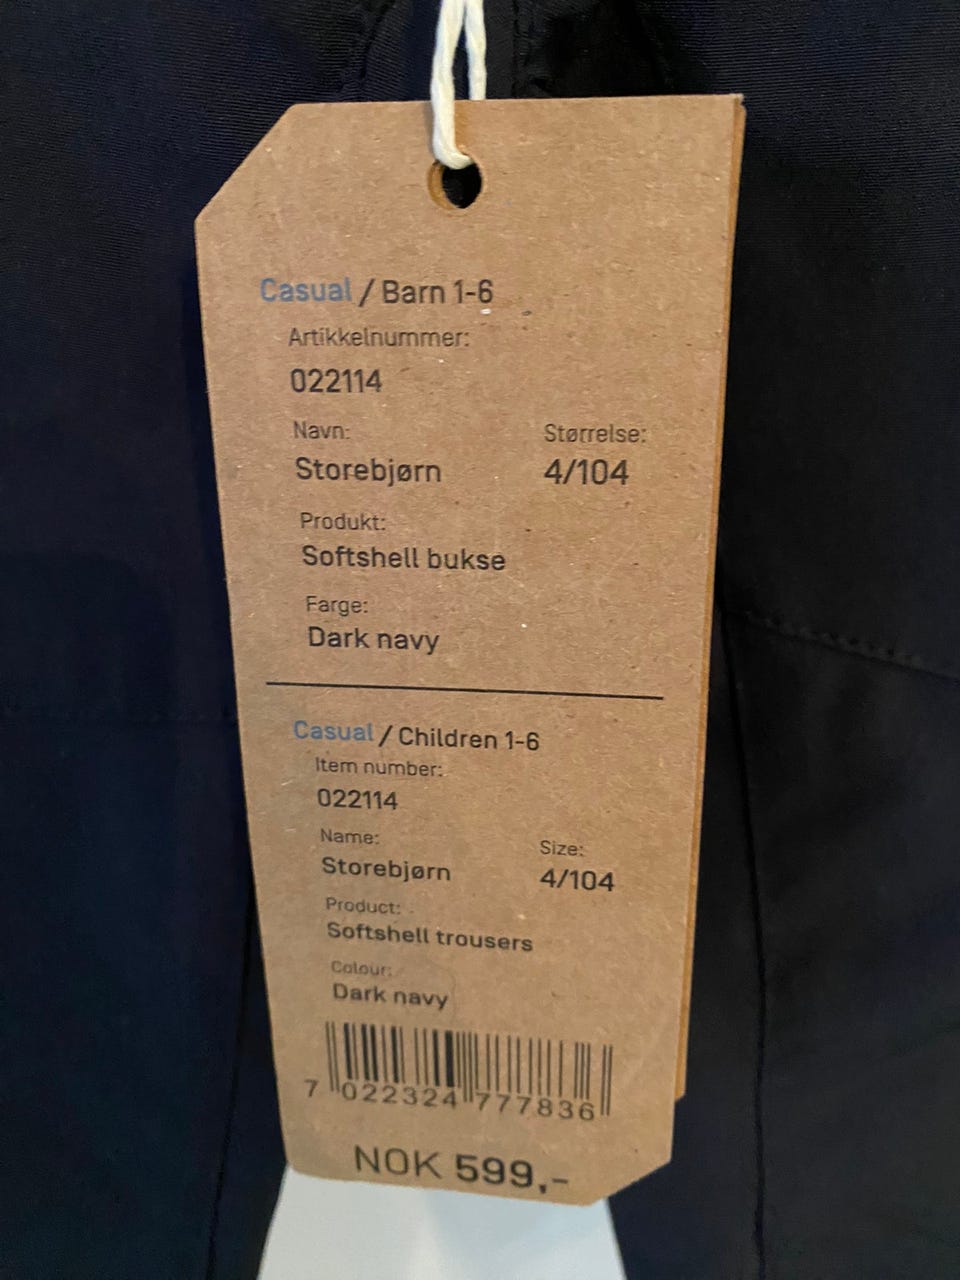 Casual / Barn 1-6
Artikkelnummer:
022114
Navn: Størrelse:
Storebjørn 4/104
Produkt:
Softshell bukse
Farge:
Dark navy
Casual / Children 1-6
Item number:
022114
Name: Size:
Storebjørn 4/104
Product:
Softshell trousers
Colour:
Dark navy
7 022324 777836
NOK 599,-